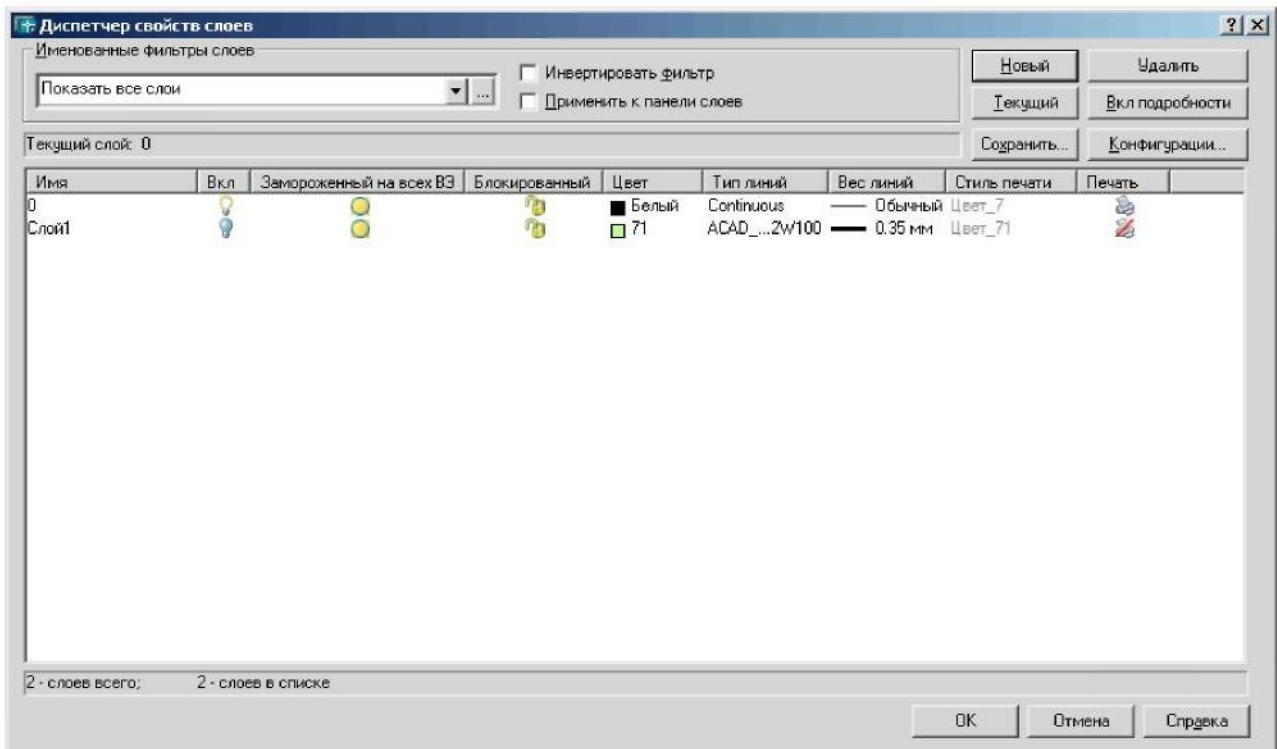 Диспетчер свойств слоев
Именованные фильтры слоев
Показать все слои
...
Инвертировать фильтр
Применить к панели слоев
Новый
Удалить
Текущий
Вкл подробности
Текущий слой: 0
Сохранить...
Конфигурации...
Имя Вкл Замороженный на всех ВЭ Блокированный Цвет Тип линий Вес линий Стиль печати Печать
0 Белый Continuous Обычный Цвет_7
Слой1 71 ACAD_...2W100 0.35 мм Цвет_71
2 - слоев всего; 2 - слоев в списке
OK Отмена Справка